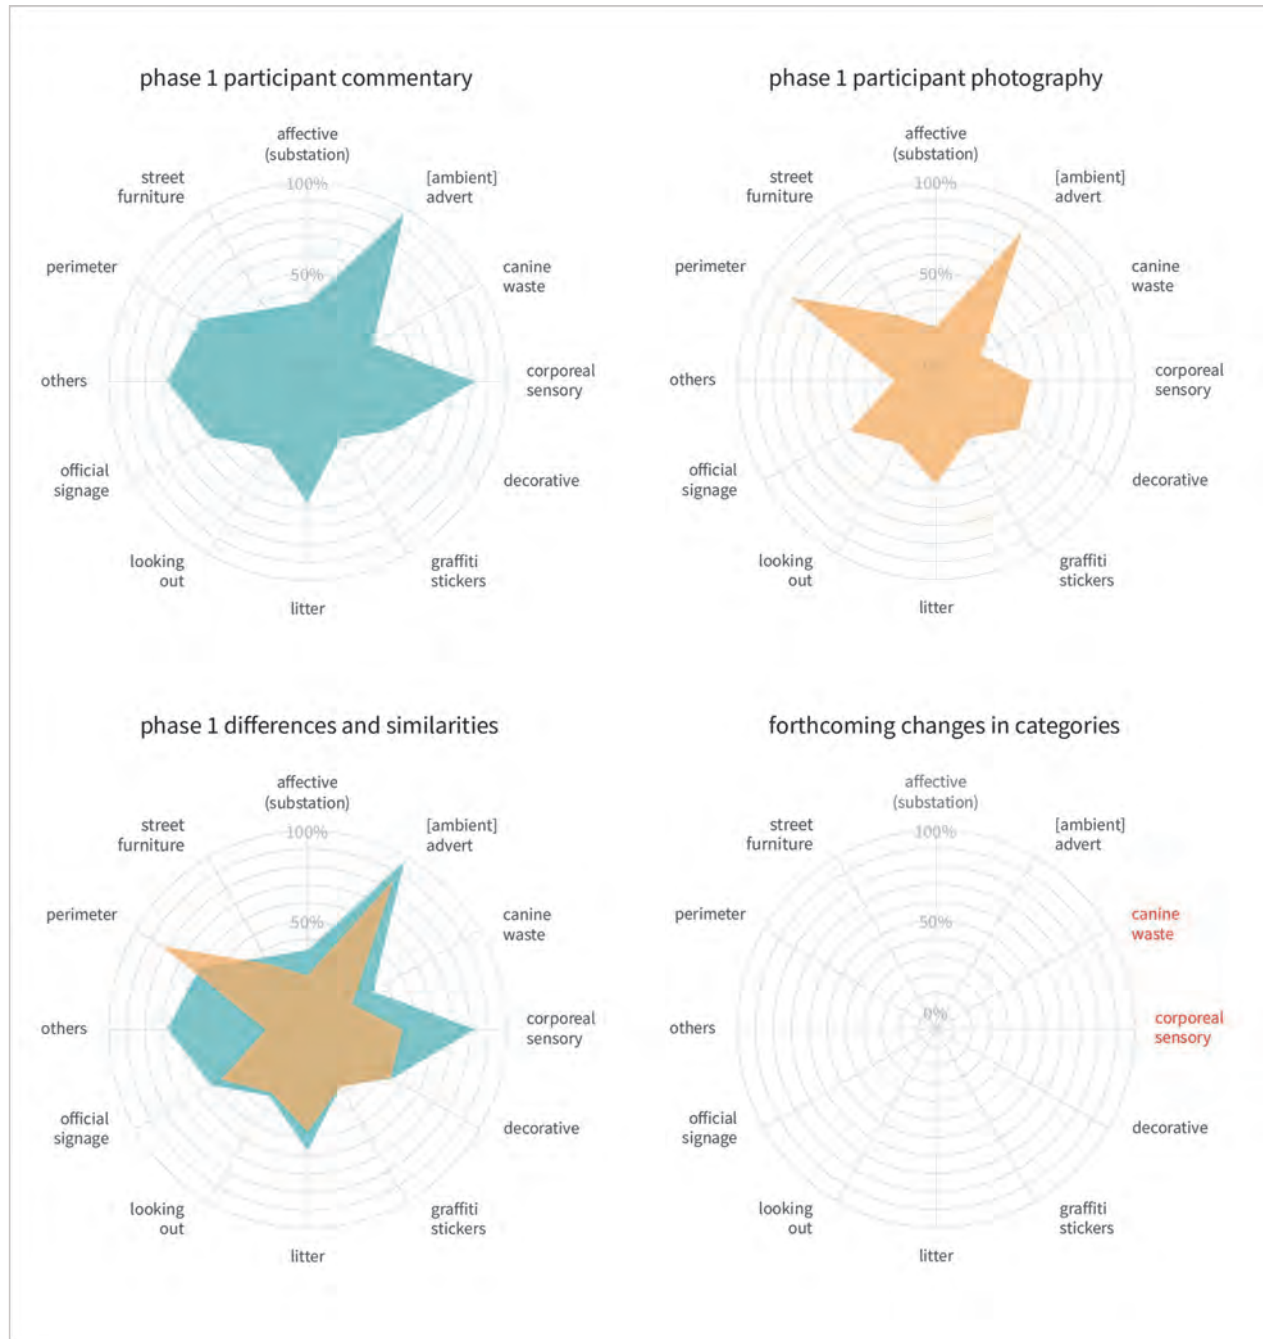 phase 1 participant commentary
affective
(substation)
100%
[ambient]
advert
street
furniture
perimeter
canine
waste
50%
others
corporeal
sensory
official
signage
decorative
looking
out
graffiti
stickers
litter
phase 1 participant photography
affective
(substation)
100%
[ambient]
advert
street
furniture
perimeter
canine
waste
50%
others
corporeal
sensory
official
signage
decorative
looking
out
graffiti
stickers
litter
phase 1 differences and similarities
affective
(substation)
100%
[ambient]
advert
street
furniture
perimeter
canine
waste
50%
others
corporeal
sensory
official
signage
decorative
looking
out
graffiti
stickers
litter
forthcoming changes in categories
affective
(substation)
100%
[ambient]
advert
street
furniture
perimeter
canine
waste
50%
0%
others
corporeal
sensory
official
signage
decorative
looking
out
graffiti
stickers
litter